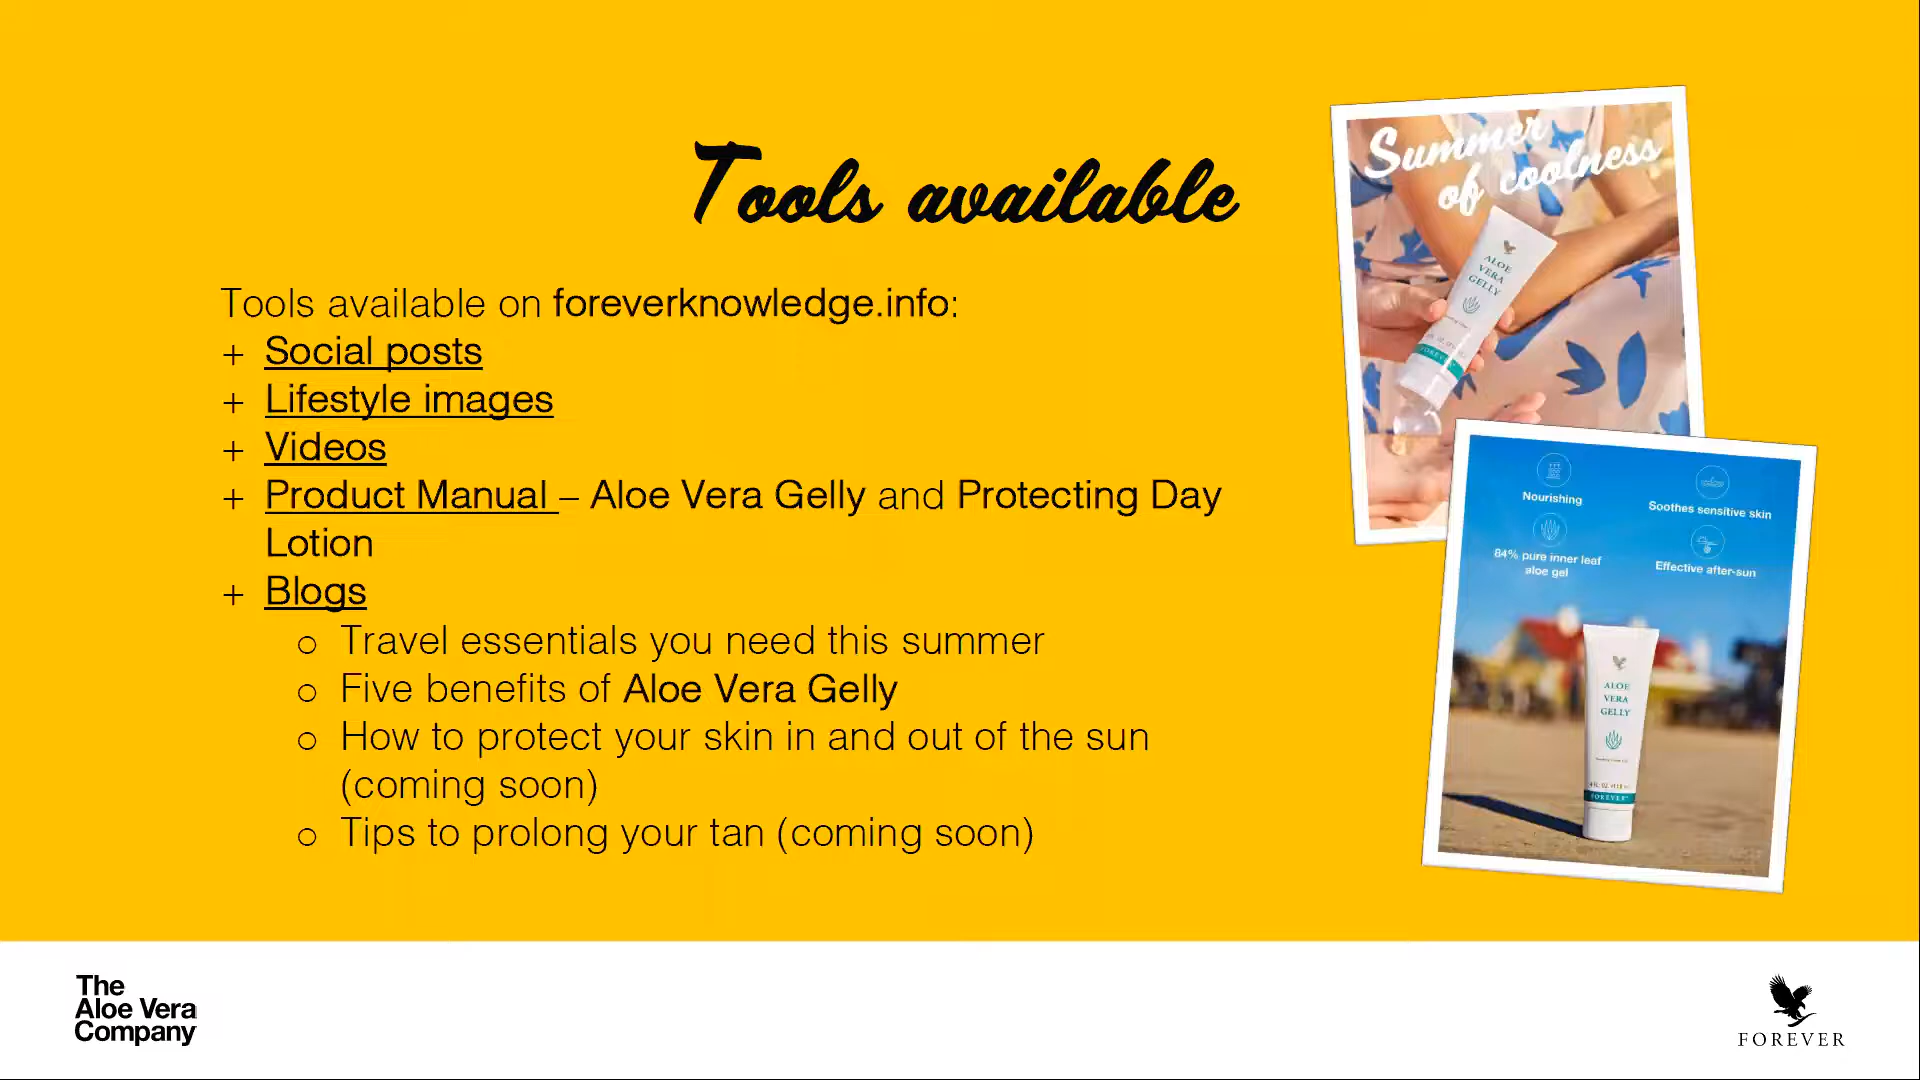 Tools available
Tools available on foreverknowledge.info:
+ Social posts
+ Lifestyle images
+ Videos
+ Product Manual – Aloe Vera Gelly and Protecting Day
Lotion
+ Blogs
o Travel essentials you need this summer
o Five benefits of Aloe Vera Gelly
o How to protect your skin in and out of the sun
(coming soon)
o Tips to prolong your tan (coming soon)
Summer
of coolness
ALOE
VERA
GELLY
FOREVER
Nourishing
Soothes sensitive skin
84% pure inner leaf
aloe gel
Effective after-sun
ALOE
VERA
GELLY
FOREVER
The
Aloe Vera
Company
FOREVER